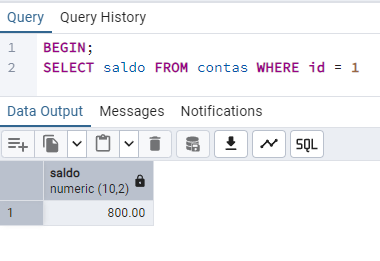 Query Query History
1 BEGIN;
2 SELECT saldo FROM contas WHERE id = 1
Data Output Messages Notifications
SQL
saldo
numeric (10,2)
1 800.00